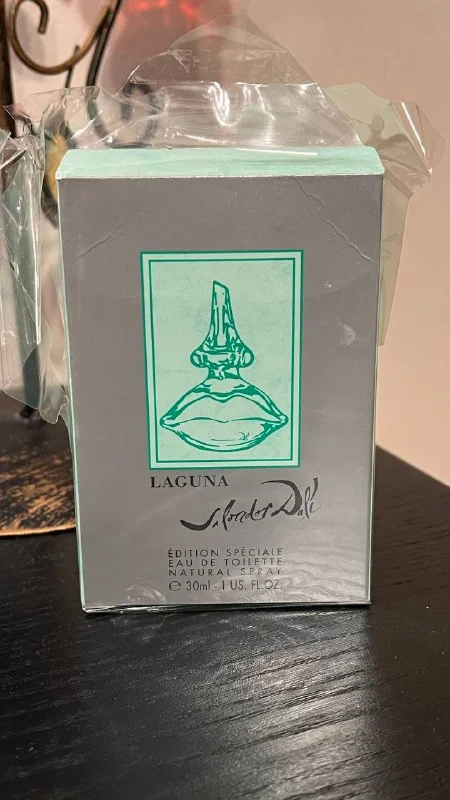 LAGUNA
Salvador Dalí
ÉDITION SPÉCIALE
EAU DE TOILETTE
NATURAL SPRAY
℮ 30ml - 1 US. FL.OZ.